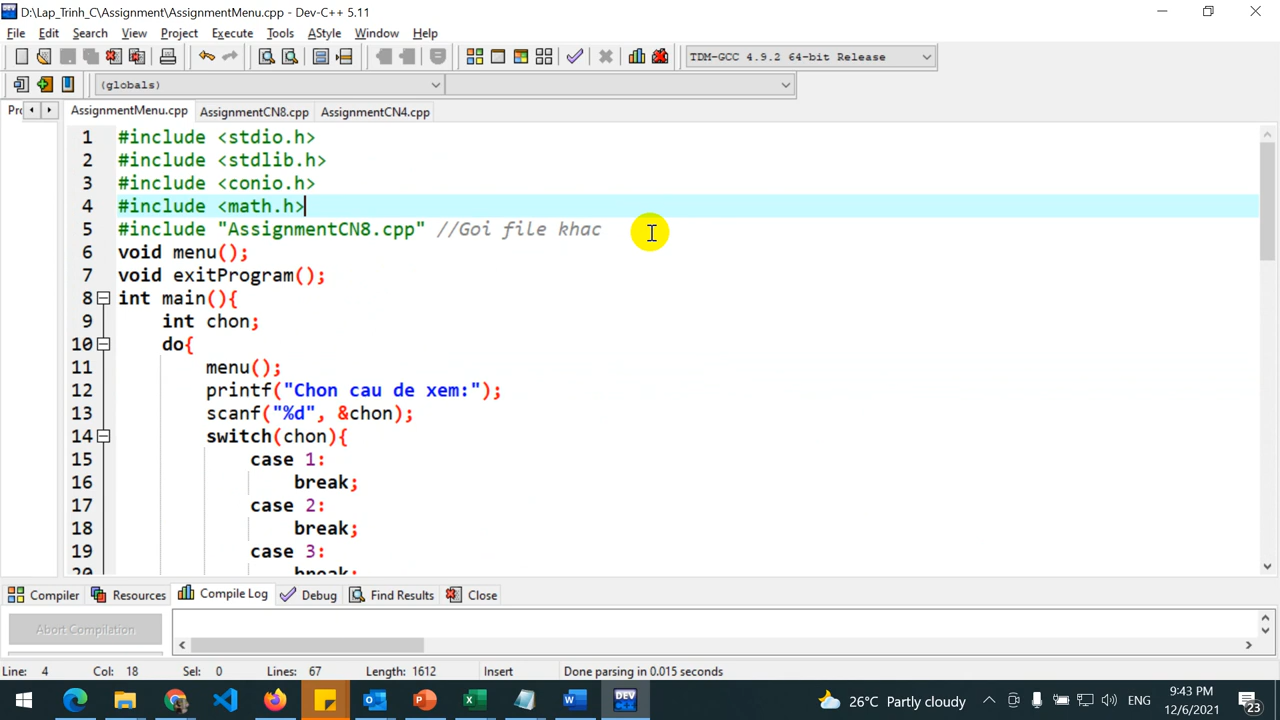 D:\Lap_Trinh_C\Assignment\AssignmentMenu.cpp - Dev-C++ 5.11
File Edit Search View Project Execute Tools AStyle Window Help
TDM-GCC 4.9.2 64-bit Release
(globals)
Prc AssignmentMenu.cpp AssignmentCN8.cpp AssignmentCN4.cpp
1 #include <stdio.h>
2 #include <stdlib.h>
3 #include <conio.h>
4 #include <math.h>
5 #include "AssignmentCN8.cpp" //Goi file khac
6 void menu();
7 void exitProgram();
8 int main(){
9 int chon;
10 do{
11 menu();
12 printf("Chon cau de xem:");
13 scanf("%d", &chon);
14 switch(chon){
15 case 1:
16 break;
17 case 2:
18 break;
19 case 3:
20 break;
Compiler Resources Compile Log Debug Find Results Close
Abort Compilation
Line: 4 Col: 18 Sel: 0 Lines: 67 Length: 1612 Insert Done parsing in 0.015 seconds
DEV
26°C Partly cloudy ENG 9:43 PM
12/6/2021 23